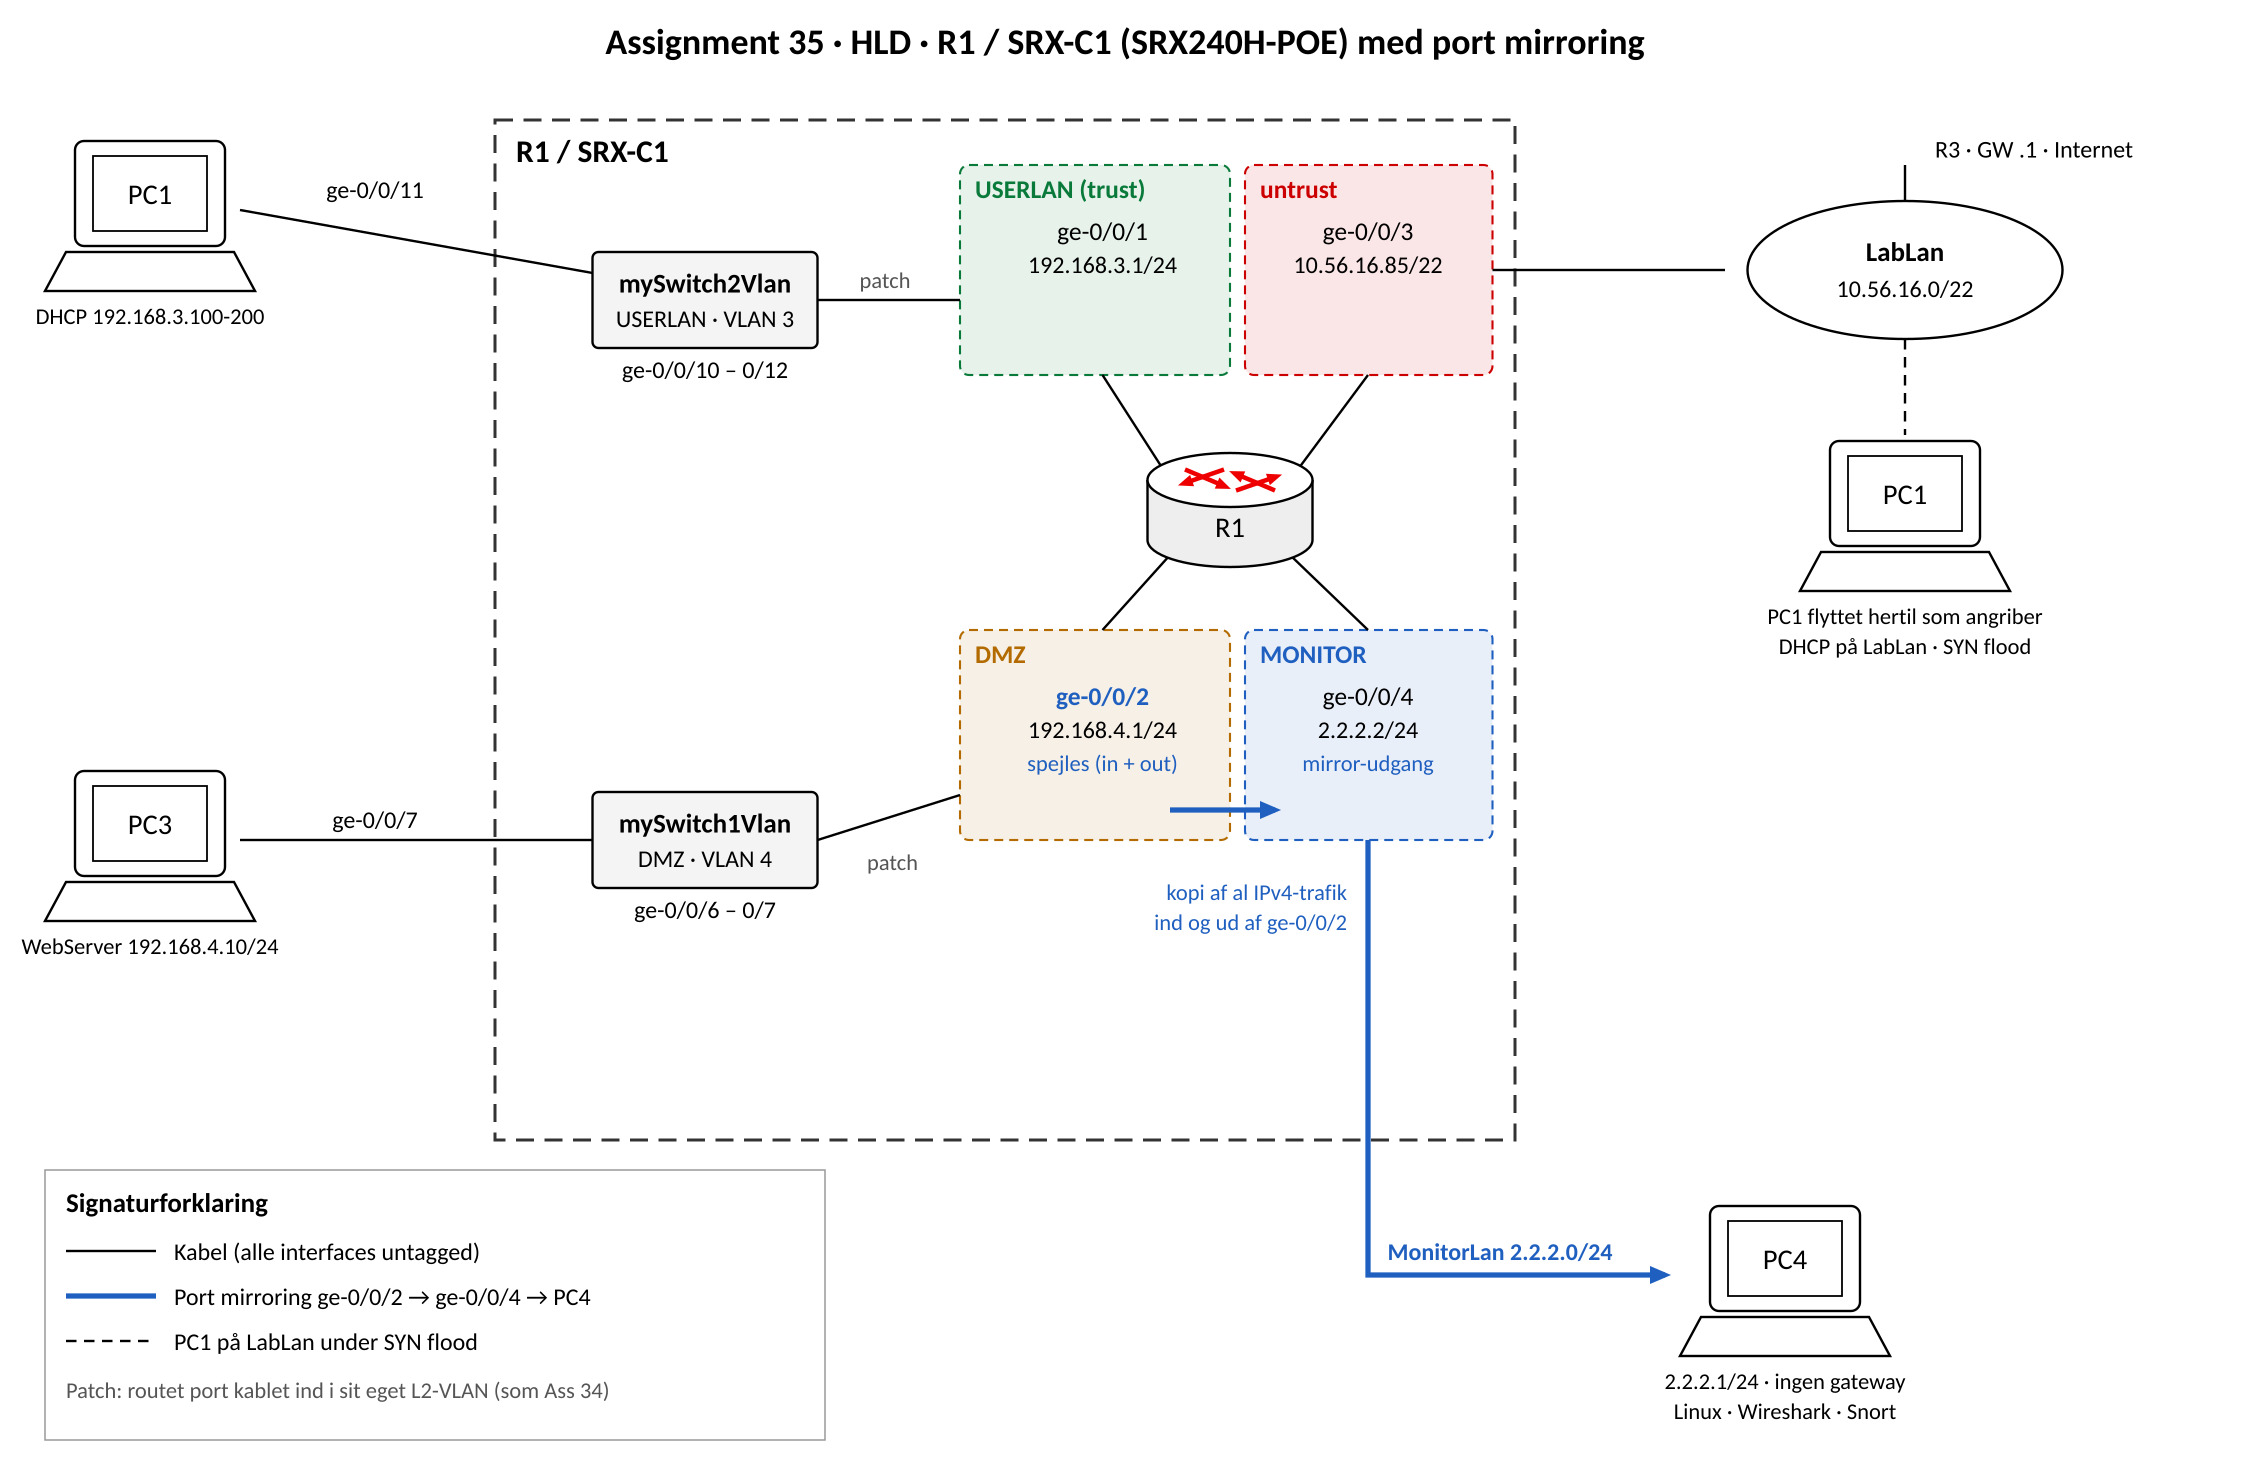 Assignment 35 · HLD · R1 / SRX-C1 (SRX240H-POE) med port mirroring
R1 / SRX-C1
PC1
DHCP 192.168.3.100-200
ge-0/0/11
mySwitch2Vlan
USERLAN · VLAN 3
ge-0/0/10 – 0/12
patch
USERLAN (trust)
ge-0/0/1
192.168.3.1/24
untrust
ge-0/0/3
10.56.16.85/22
R3 · GW .1 · Internet
LabLan
10.56.16.0/22
PC1
PC1 flyttet hertil som angriber
DHCP på LabLan · SYN flood
R1
DMZ
ge-0/0/2
192.168.4.1/24
spejles (in + out)
MONITOR
ge-0/0/4
2.2.2.2/24
mirror-udgang
PC3
WebServer 192.168.4.10/24
ge-0/0/7
mySwitch1Vlan
DMZ · VLAN 4
ge-0/0/6 – 0/7
patch
kopi af al IPv4-trafik
ind og ud af ge-0/0/2
MonitorLan 2.2.2.0/24
PC4
2.2.2.1/24 · ingen gateway
Linux · Wireshark · Snort
Signaturforklaring
Kabel (alle interfaces untagged)
Port mirroring ge-0/0/2 → ge-0/0/4 → PC4
PC1 på LabLan under SYN flood
Patch: routet port kablet ind i sit eget L2-VLAN (som Ass 34)